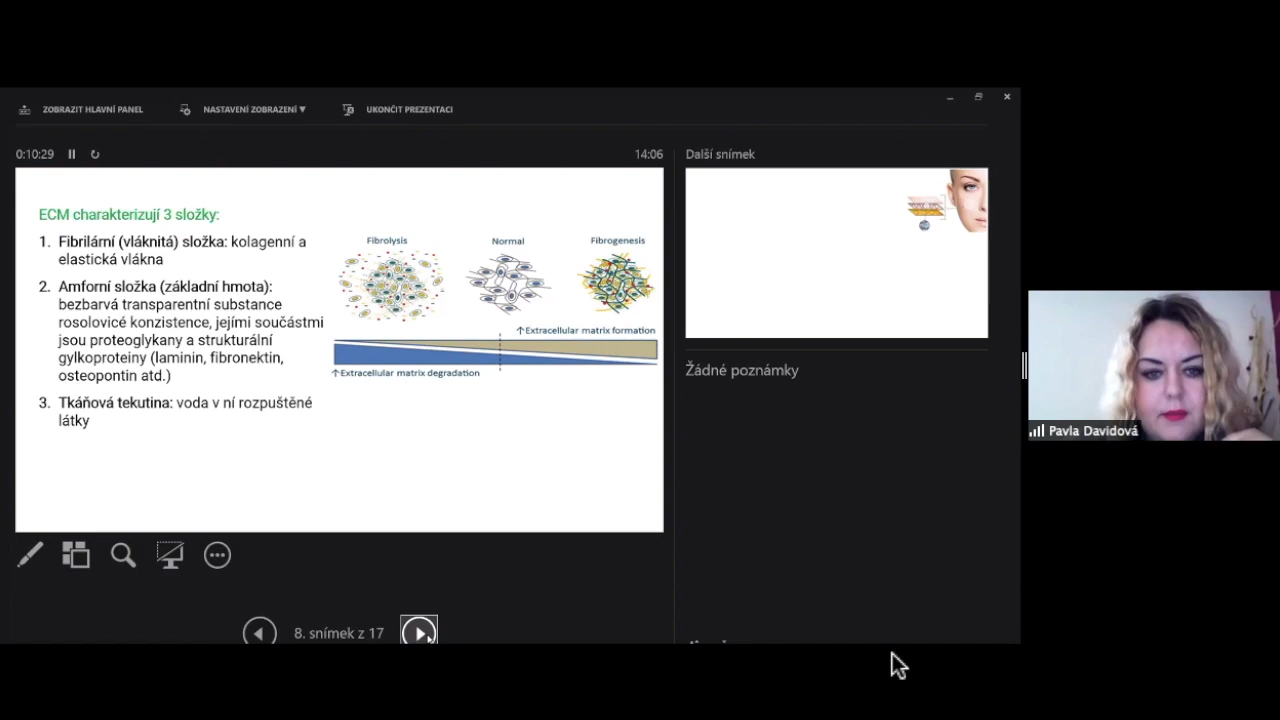 ZOBRAZIT HLAVNÍ PANEL
NASTAVENÍ ZOBRAZENÍ ▼
UKONČIT PREZENTACI
0:10:29
14:06
Další snímek
ECM charakterizují 3 složky:
1. Fibrilární (vláknitá) složka: kolagenní a
elastická vlákna
2. Amforní složka (základní hmota):
bezbarvá transparentní substance
rosolovicé konzistence, jejími součástmi
jsou proteoglykany a strukturální
gylkoproteiny (laminin, fibronektin,
osteopontin atd.)
3. Tkáňová tekutina: voda v ní rozpuštěné
látky
Fibrolysis
Normal
Fibrogenesis
↑Extracellular matrix formation
↑Extracellular matrix degradation
Žádné poznámky
Pavla Davidová
8. snímek z 17